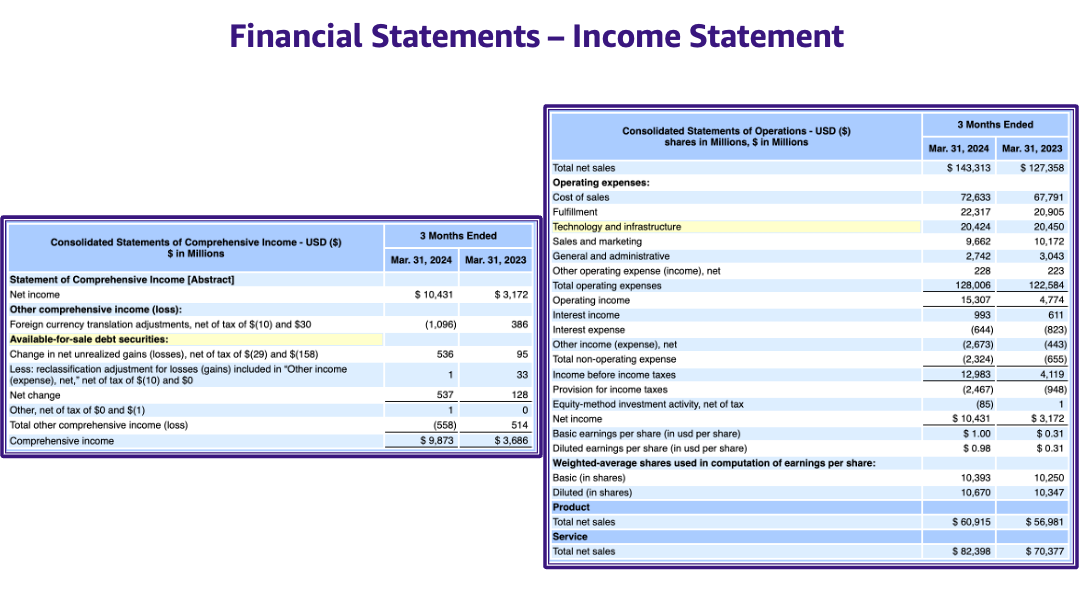 Financial Statements – Income Statement
Consolidated Statements of Comprehensive Income - USD ($)
$ in Millions
3 Months Ended
Mar. 31, 2024 Mar. 31, 2023
Statement of Comprehensive Income [Abstract]
Net income $ 10,431 $ 3,172
Other comprehensive income (loss):
Foreign currency translation adjustments, net of tax of $(10) and $30 (1,096) 386
Available-for-sale debt securities:
Change in net unrealized gains (losses), net of tax of $(29) and $(158) 536 95
Less: reclassification adjustment for losses (gains) included in “Other income
(expense), net,” net of tax of $(10) and $0 1 33
Net change 537 128
Other, net of tax of $0 and $(1) 1 0
Total other comprehensive income (loss) (558) 514
Comprehensive income $ 9,873 $ 3,686
Consolidated Statements of Operations - USD ($)
shares in Millions, $ in Millions
3 Months Ended
Mar. 31, 2024 Mar. 31, 2023
Total net sales $ 143,313 $ 127,358
Operating expenses:
Cost of sales 72,633 67,791
Fulfillment 22,317 20,905
Technology and infrastructure 20,424 20,450
Sales and marketing 9,662 10,172
General and administrative 2,742 3,043
Other operating expense (income), net 228 223
Total operating expenses 128,006 122,584
Operating income 15,307 4,774
Interest income 993 611
Interest expense (644) (823)
Other income (expense), net (2,673) (443)
Total non-operating expense (2,324) (655)
Income before income taxes 12,983 4,119
Provision for income taxes (2,467) (948)
Equity-method investment activity, net of tax (85) 1
Net income $ 10,431 $ 3,172
Basic earnings per share (in usd per share) $ 1.00 $ 0.31
Diluted earnings per share (in usd per share) $ 0.98 $ 0.31
Weighted-average shares used in computation of earnings per share:
Basic (in shares) 10,393 10,250
Diluted (in shares) 10,670 10,347
Product
Total net sales $ 60,915 $ 56,981
Service
Total net sales $ 82,398 $ 70,377